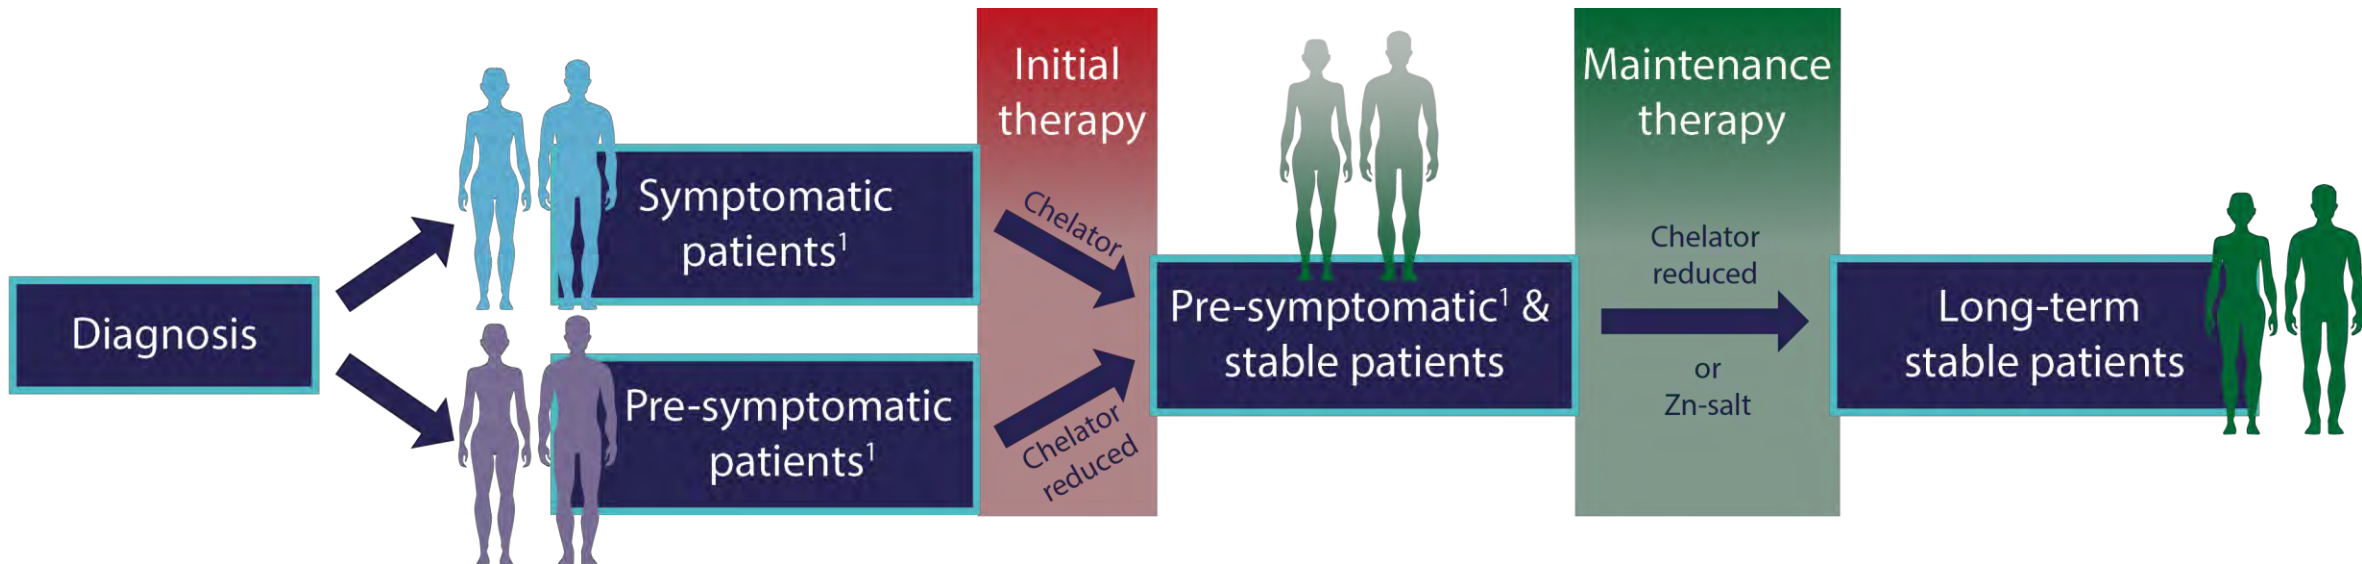 Diagnosis
Symptomatic
patients¹
Pre-symptomatic
patients¹
Initial
therapy
Chelator
Chelator
reduced
Pre-symptomatic¹ &
stable patients
Maintenance
therapy
Chelator
reduced
or
Zn-salt
Long-term
stable patients